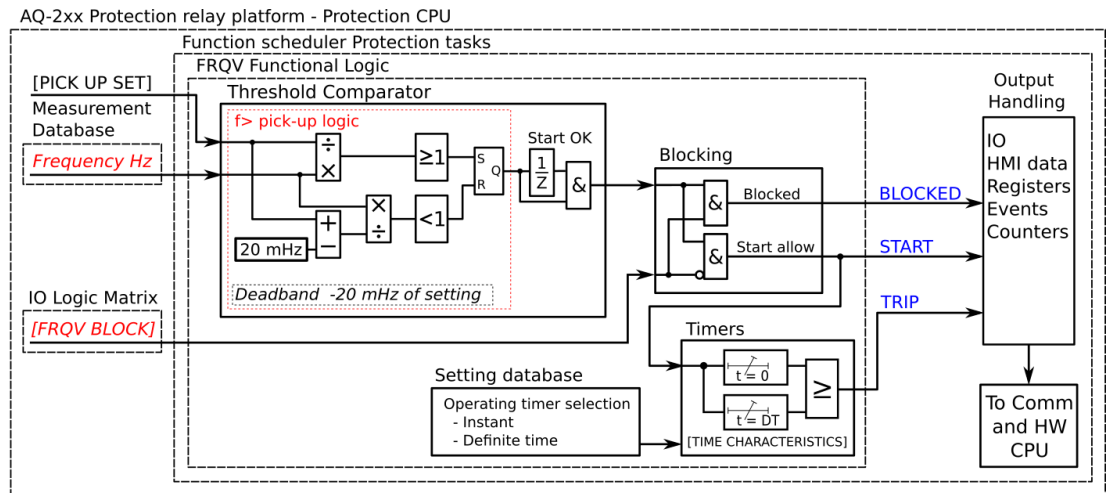 AQ-2xx Protection relay platform - Protection CPU
Function scheduler Protection tasks
FRQV Functional Logic
[PICK UP SET]
Threshold Comparator
Output
Handling
Measurement
Database
f> pick-up logic
Start OK
÷
×
≥1
S
Q
R
1
Z
&
Frequency Hz
×
÷
<1
+
−
20 mHz
Deadband -20 mHz of setting
Blocking
&
Blocked
&
Start allow
BLOCKED
START
TRIP
IO
HMI data
Registers
Events
Counters
IO Logic Matrix
[FRQV BLOCK]
Timers
t = 0
t = DT
≥
[TIME CHARACTERISTICS]
Setting database
Operating timer selection
- Instant
- Definite time
To Comm
and HW
CPU